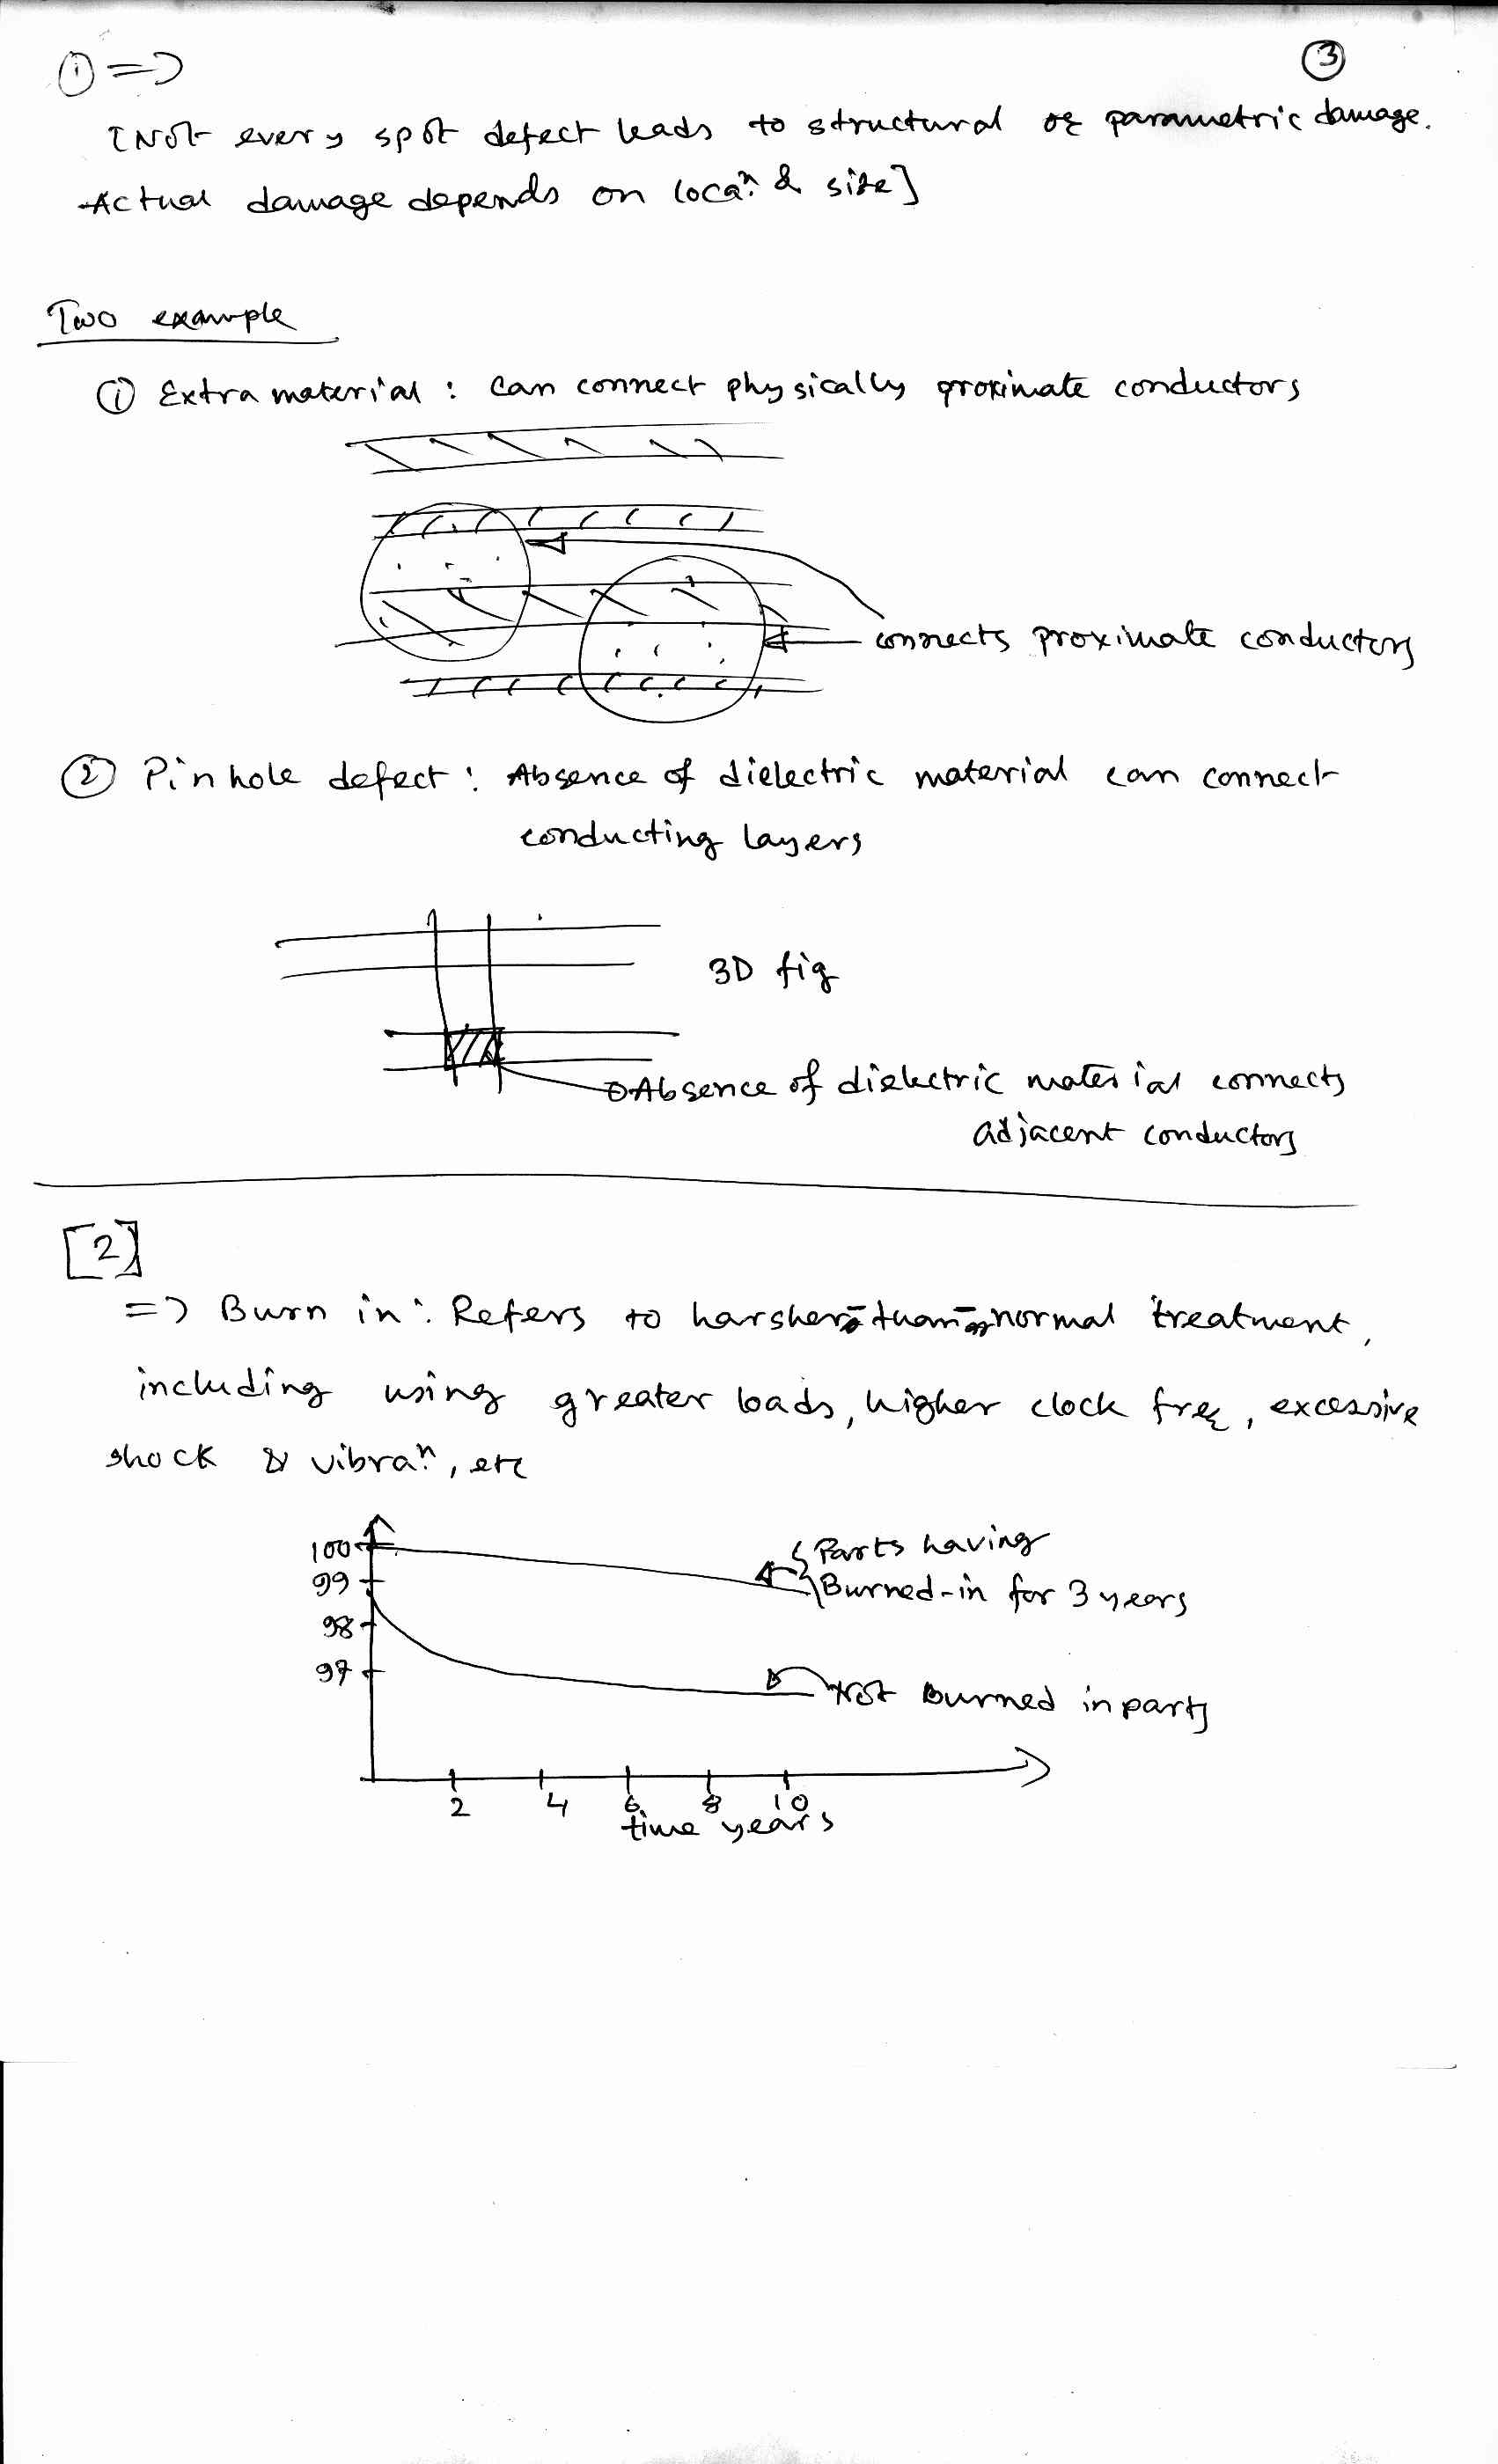 ① => ③
[Not every spot defect leads to structural or parametric damage.
Actual damage depends on locaⁿ. & size]
Two example
① Extra material : Can connect physically proximate conductors
connects proximate conductors
② Pinhole defect : Absence of dielectric material can connect
conducting layers
3D fig
Absence of dielectric material connects
adjacent conductors
[2]
=> Burn in : Refers to harsher-than-normal treatment,
including using greater loads, higher clock freq, excessive
shock & vibraⁿ., etc
100
99
98
97
Parts having
Burned-in for 3 years
Not Burned in parts
2 4 6 8 10
time years